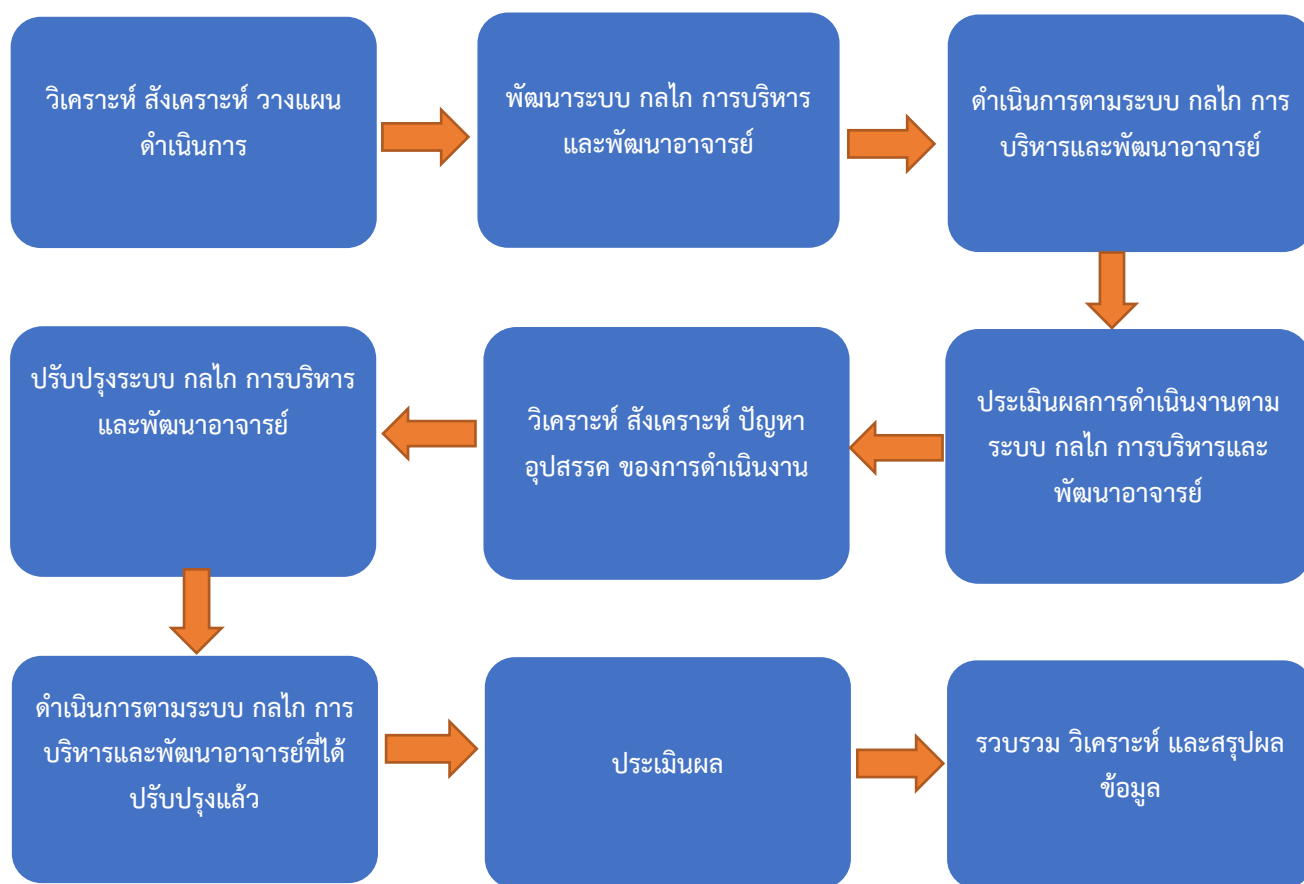 วิเคราะห์ สังเคราะห์ วางแผน
ดำเนินการ
พัฒนาระบบ กลไก การบริหาร
และพัฒนาอาจารย์
ดำเนินการตามระบบ กลไก การ
บริหารและพัฒนาอาจารย์
ประเมินผลการดำเนินงานตาม
ระบบ กลไก การบริหารและ
พัฒนาอาจารย์
วิเคราะห์ สังเคราะห์ ปัญหา
อุปสรรค ของการดำเนินงาน
ปรับปรุงระบบ กลไก การบริหาร
และพัฒนาอาจารย์
ดำเนินการตามระบบ กลไก การ
บริหารและพัฒนาอาจารย์ที่ได้
ปรับปรุงแล้ว
ประเมินผล
รวบรวม วิเคราะห์ และสรุปผล
ข้อมูล